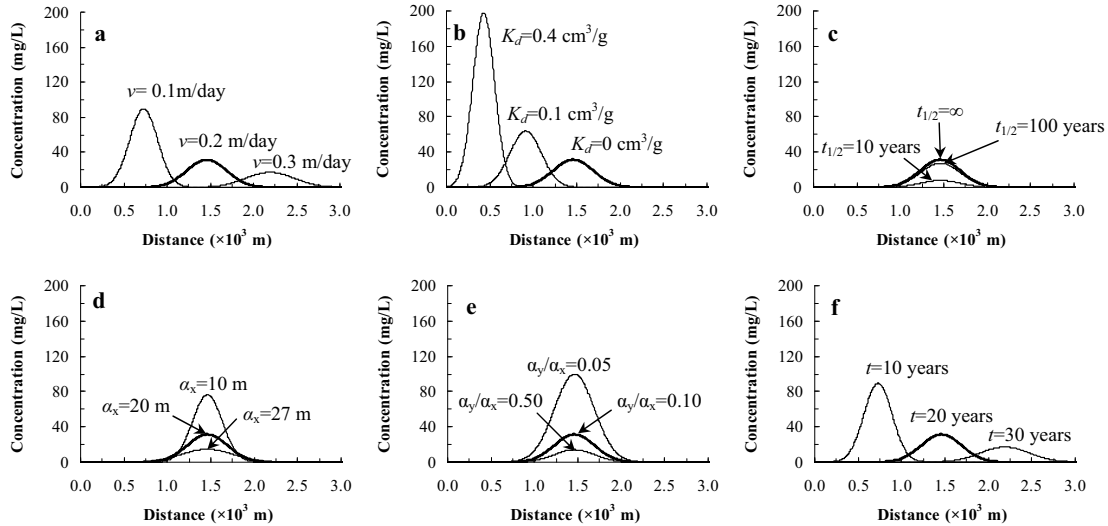 a
Concentration (mg/L)
200
160
120
80
40
0
v= 0.1m/day
v=0.2 m/day
v=0.3 m/day
0.0 0.5 1.0 1.5 2.0 2.5 3.0
Distance (×10³ m)
b
Concentration (mg/L)
200
160
120
80
40
0
Kd=0.4 cm³/g
Kd=0.1 cm³/g
Kd=0 cm³/g
0.0 0.5 1.0 1.5 2.0 2.5 3.0
Distance (×10³ m)
c
Concentration (mg/L)
200
160
120
80
40
0
t1/2=∞
t1/2=100 years
t1/2=10 years
0.0 0.5 1.0 1.5 2.0 2.5 3.0
Distance (×10³ m)
d
Concentration (mg/L)
200
160
120
80
40
0
αx=10 m
αx=20 m
αx=27 m
0.0 0.5 1.0 1.5 2.0 2.5 3.0
Distance (×10³ m)
e
Concentration (mg/L)
200
160
120
80
40
0
αy/αx=0.05
αy/αx=0.50
αy/αx=0.10
0.0 0.5 1.0 1.5 2.0 2.5 3.0
Distance (×10³ m)
f
Concentration (mg/L)
200
160
120
80
40
0
t=10 years
t=20 years
t=30 years
0.0 0.5 1.0 1.5 2.0 2.5 3.0
Distance (×10³ m)